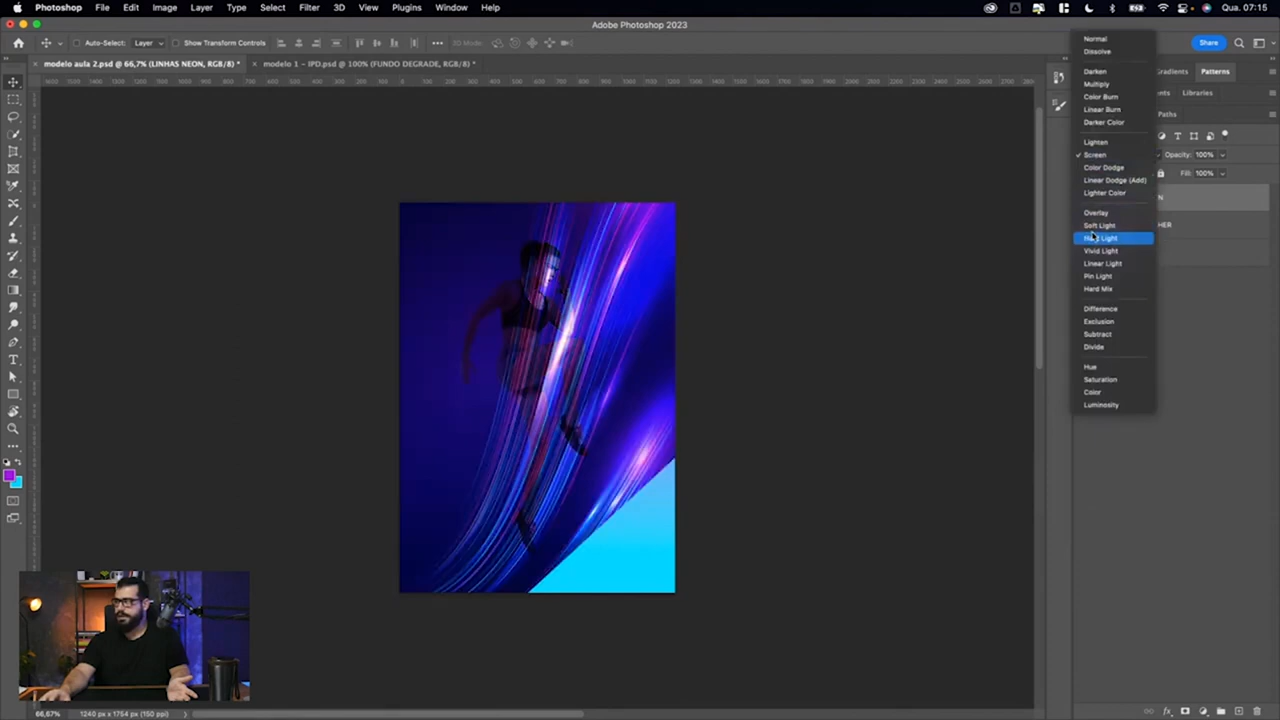 Photoshop File Edit Image Layer Type Select Filter 3D View Plugins Window Help Qua. 07:15
Adobe Photoshop 2023
Auto-Select: Layer Show Transform Controls 3D Mode: Share
modelo aula 2.psd @ 66,7% (LINHAS NEON, RGB/8) * modelo 1 - IPD.psd @ 100% (FUNDO DEGRADE, RGB/8) *
Gradients Patterns
ents Libraries
Paths
Opacity: 100%
Fill: 100%
N
HER
Normal
Dissolve
Darken
Multiply
Color Burn
Linear Burn
Darker Color
Lighten
Screen
Color Dodge
Linear Dodge (Add)
Lighter Color
Overlay
Soft Light
Hard Light
Vivid Light
Linear Light
Pin Light
Hard Mix
Difference
Exclusion
Subtract
Divide
Hue
Saturation
Color
Luminosity
66,67% 1240 px x 1754 px (150 ppi)